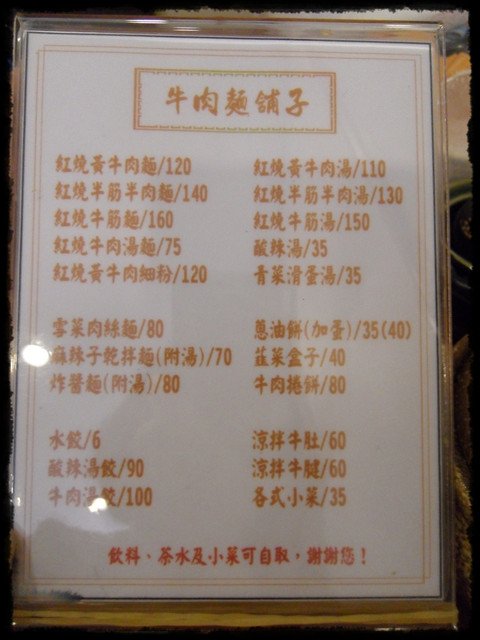 牛肉麵舖子
紅燒黃牛肉麵/120
紅燒半筋半肉麵/140
紅燒牛筋麵/160
紅燒牛肉湯麵/75
紅燒黃牛肉細粉/120
紅燒黃牛肉湯/110
紅燒半筋半肉湯/130
紅燒牛筋湯/150
酸辣湯/35
青菜滑蛋湯/35
雪菜肉絲麵/80
麻辣子乾拌麵(附湯)/70
炸醬麵(附湯)/80
蔥油餅(加蛋)/35(40)
韮菜盒子/40
牛肉捲餅/80
水餃/6
酸辣湯餃/90
牛肉湯餃/100
涼拌牛肚/60
涼拌牛腱/60
各式小菜/35
飲料、茶水及小菜可自取，謝謝您！